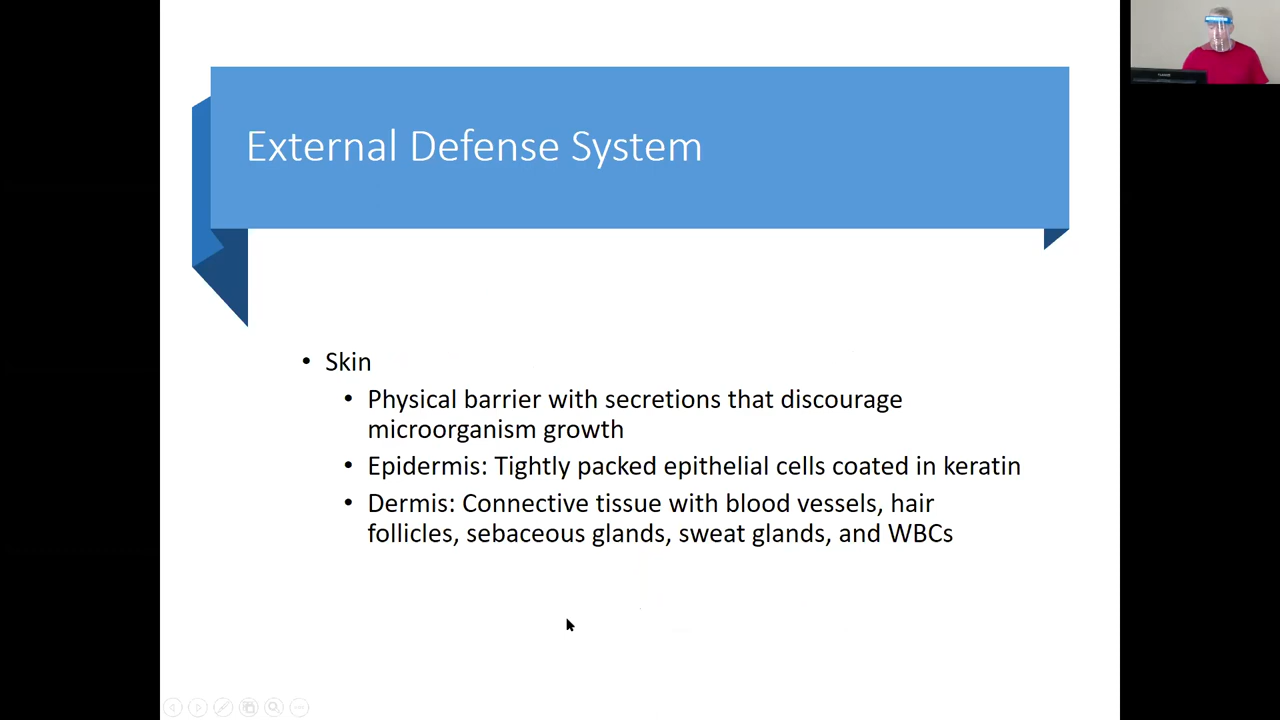 External Defense System
• Skin
• Physical barrier with secretions that discourage
microorganism growth
• Epidermis: Tightly packed epithelial cells coated in keratin
• Dermis: Connective tissue with blood vessels, hair
follicles, sebaceous glands, sweat glands, and WBCs